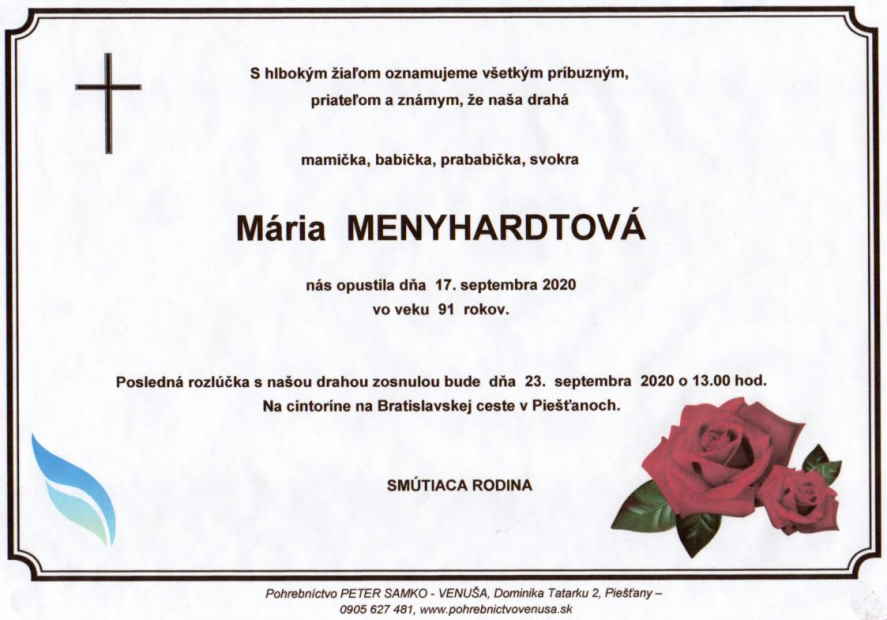 S hlbokým žiaľom oznamujeme všetkým príbuzným,
priateľom a známym, že naša drahá
mamička, babička, prababička, svokra
Mária MENYHARDTOVÁ
nás opustila dňa 17. septembra 2020
vo veku 91 rokov.
Posledná rozlúčka s našou drahou zosnulou bude dňa 23. septembra 2020 o 13.00 hod.
Na cintoríne na Bratislavskej ceste v Piešťanoch.
SMÚTIACA RODINA
Pohrebníctvo PETER SAMKO - VENUŠA, Dominika Tatarku 2, Piešťany –
0905 627 481, www.pohrebnictvovenusa.sk